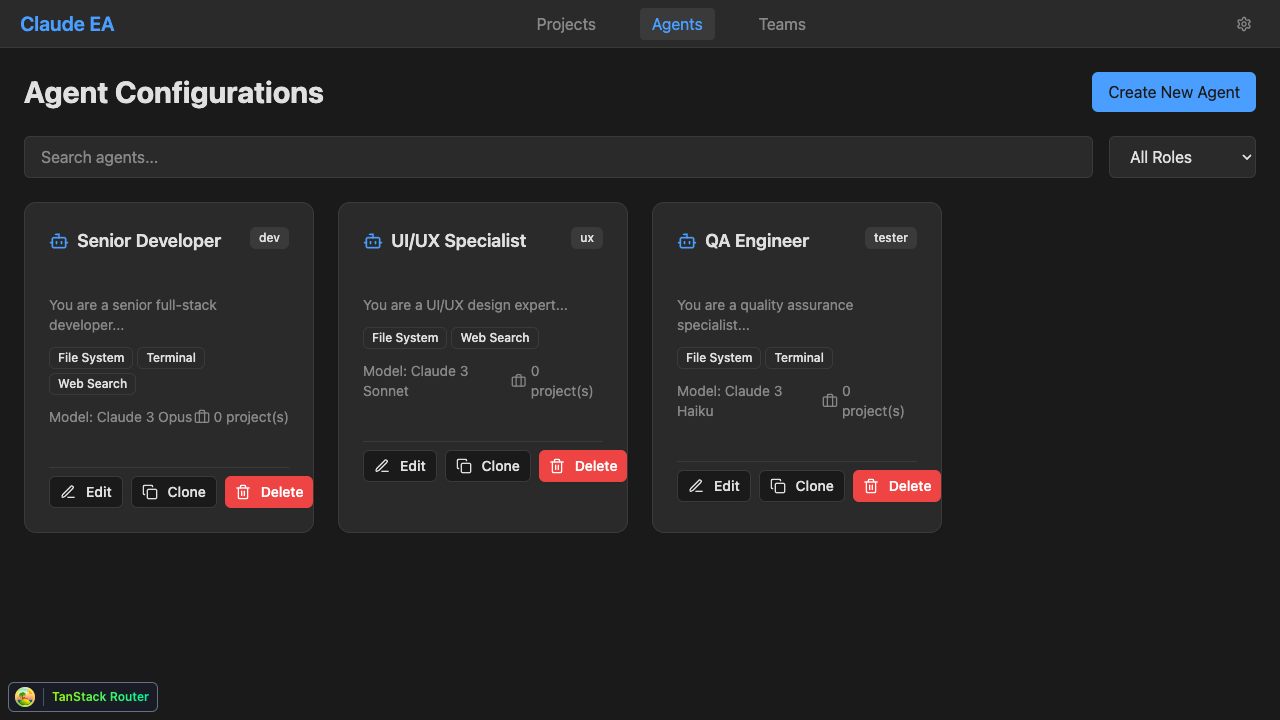 Claude EA
Projects
Agents
Teams
Agent Configurations
Create New Agent
Search agents...
All Roles
Senior Developer
dev
You are a senior full-stack
developer...
File System
Terminal
Web Search
Model: Claude 3 Opus
0 project(s)
Edit
Clone
Delete
UI/UX Specialist
ux
You are a UI/UX design expert...
File System
Web Search
Model: Claude 3
Sonnet
0
project(s)
Edit
Clone
Delete
QA Engineer
tester
You are a quality assurance
specialist...
File System
Terminal
Model: Claude 3
Haiku
0
project(s)
Edit
Clone
Delete
TanStack Router